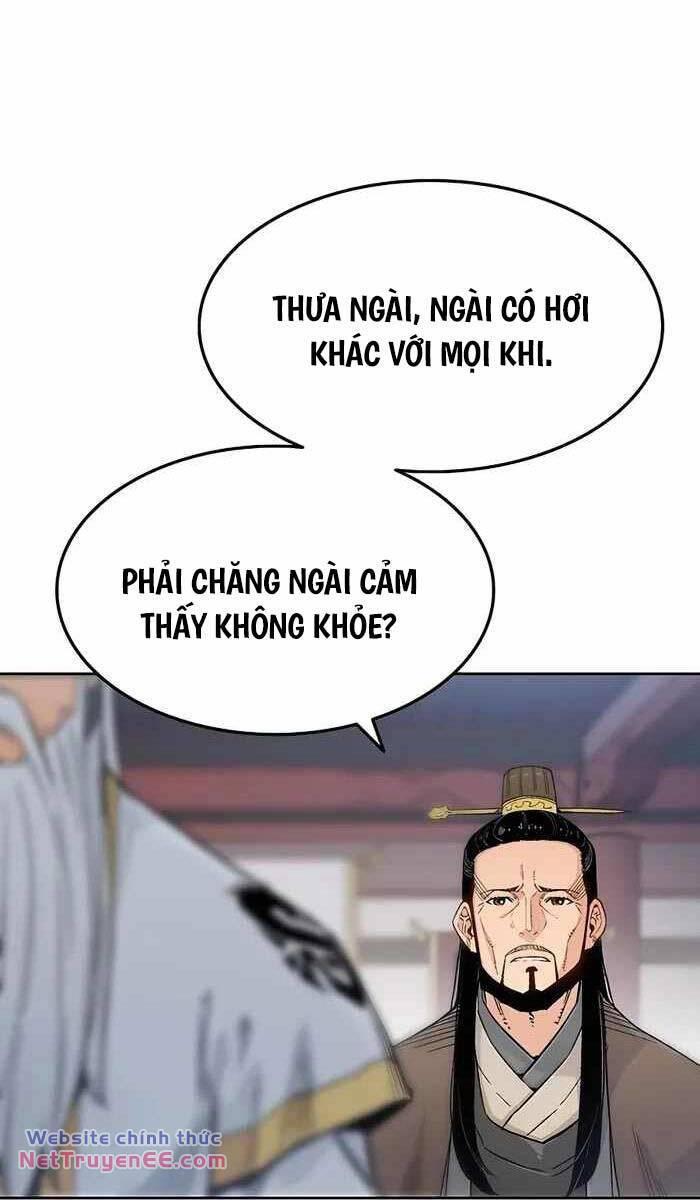 THƯA NGÀI, NGÀI CÓ HƠI
KHÁC VỚI MỌI KHI.
PHẢI CHĂNG NGÀI CẢM
THẤY KHÔNG KHỎE?
Website chính thức
NetTruyenEE.com